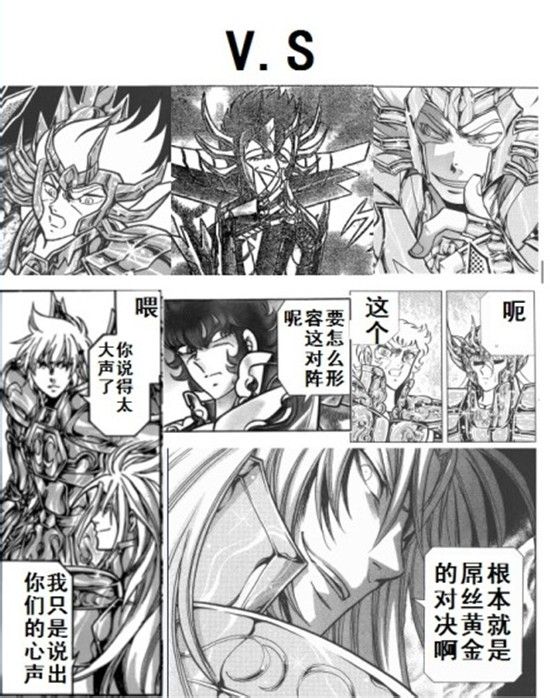 V.S
呃
这个
要怎么形
容这对阵
呢
喂
你说得太
大声了
根本就是
屌丝黄金
的对决啊
我只是说出
你们的心声